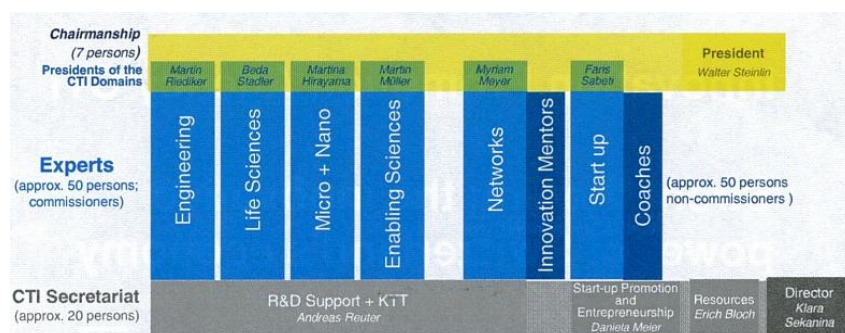 Chairmanship
(7 persons)
President
Walter Steinlin
Presidents of the
CTI Domains
Martin
Riediker
Beda
Stadler
Martina
Hirayama
Martin
Müller
Myriam
Meyer
Faris
Sabeti
Experts
(approx. 50 persons;
commissioners)
Engineering
Life Sciences
Micro + Nano
Enabling Sciences
Networks
Innovation Mentors
Start up
Coaches
(approx. 50 persons
non-commissioners )
CTI Secretariat
(approx. 20 persons)
R&D Support + KTT
Andreas Reuter
Start-up Promotion
and
Entrepreneurship
Daniela Meier
Resources
Erich Bloch
Director
Klara
Sekanina